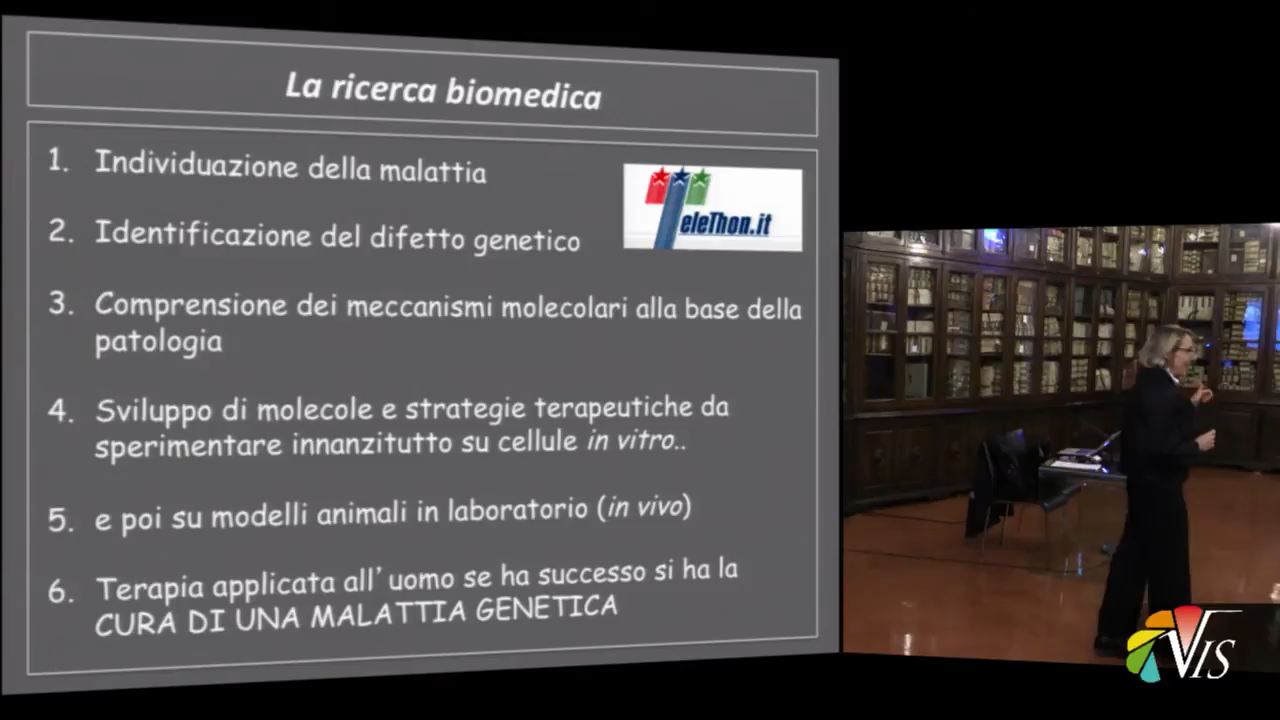 La ricerca biomedica
1. Individuazione della malattia
eleThon.it
2. Identificazione del difetto genetico
3. Comprensione dei meccanismi molecolari alla base della
patologia
4. Sviluppo di molecole e strategie terapeutiche da
sperimentare innanzitutto su cellule in vitro..
5. e poi su modelli animali in laboratorio (in vivo)
6. Terapia applicata all’uomo se ha successo si ha la
CURA DI UNA MALATTIA GENETICA
VIS